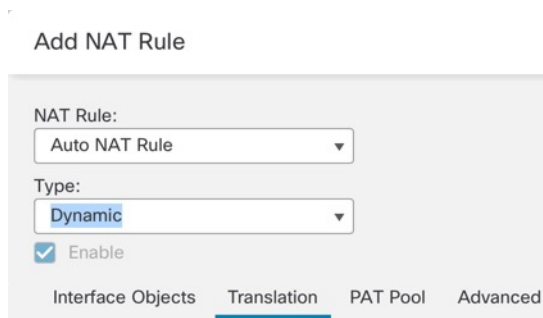 Add NAT Rule
NAT Rule:
Auto NAT Rule
Type:
Dynamic
Enable
Interface Objects Translation PAT Pool Advanced